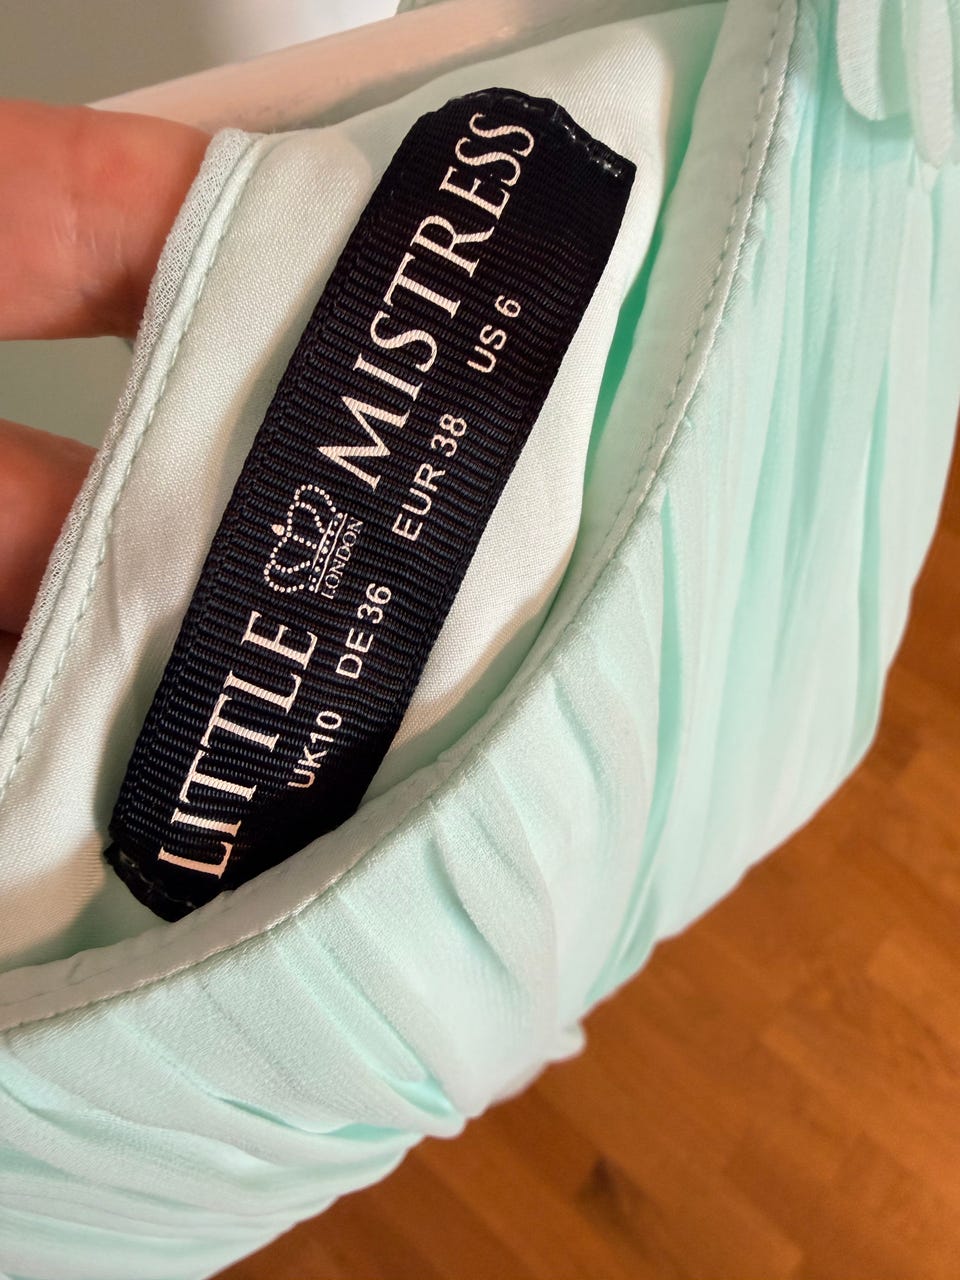 LITTLE MISTRESS
LONDON
UK10 DE 36 EUR 38 US 6